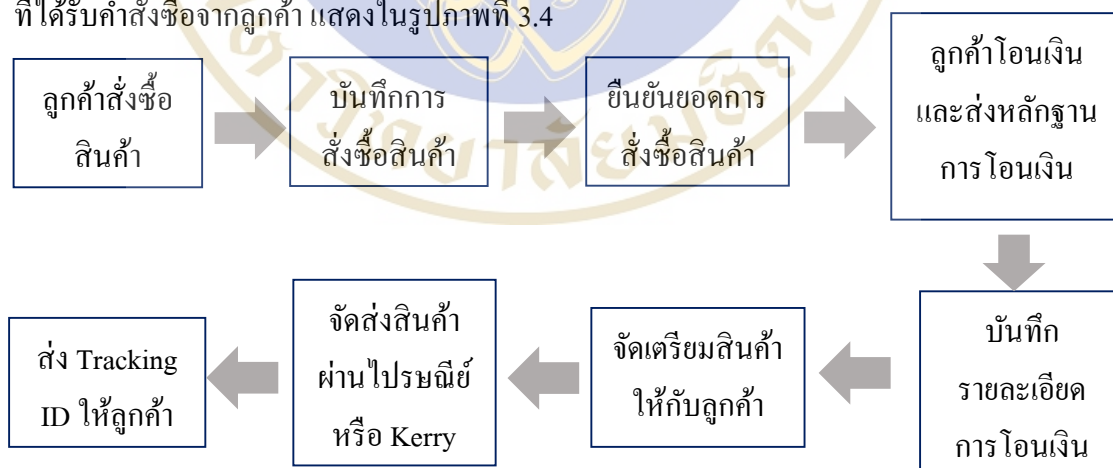 ที่ได้รับคำสั่งซื้อจากลูกค้า แสดงในรูปภาพที่ 3.4
ลูกค้าสั่งซื้อ
สินค้า
บันทึกการ
สั่งซื้อสินค้า
ยืนยันยอดการ
สั่งซื้อสินค้า
ลูกค้าโอนเงิน
และส่งหลักฐาน
การโอนเงิน
บันทึก
รายละเอียด
การโอนเงิน
จัดเตรียมสินค้า
ให้กับลูกค้า
จัดส่งสินค้า
ผ่านไปรษณีย์
หรือ Kerry
ส่ง Tracking
ID ให้ลูกค้า